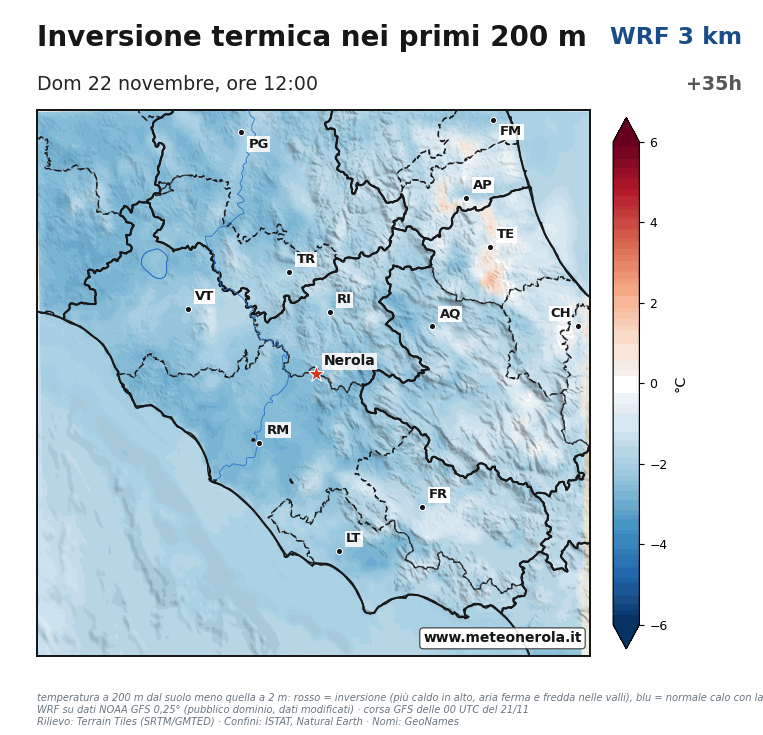 Inversione termica nei primi 200 m WRF 3 km
Dom 22 novembre, ore 12:00 +35h
FM
PG
AP
TE
TR
VT
RI
AQ
CH
Nerola
RM
FR
LT
6
4
2
0
−2
−4
−6
°C
www.meteonerola.it
temperatura a 200 m dal suolo meno quella a 2 m: rosso = inversione (più caldo in alto, aria ferma e fredda nelle valli), blu = normale calo con la
WRF su dati NOAA GFS 0,25° (pubblico dominio, dati modificati) · corsa GFS delle 00 UTC del 21/11
Rilievo: Terrain Tiles (SRTM/GMTED) · Confini: ISTAT, Natural Earth · Nomi: GeoNames